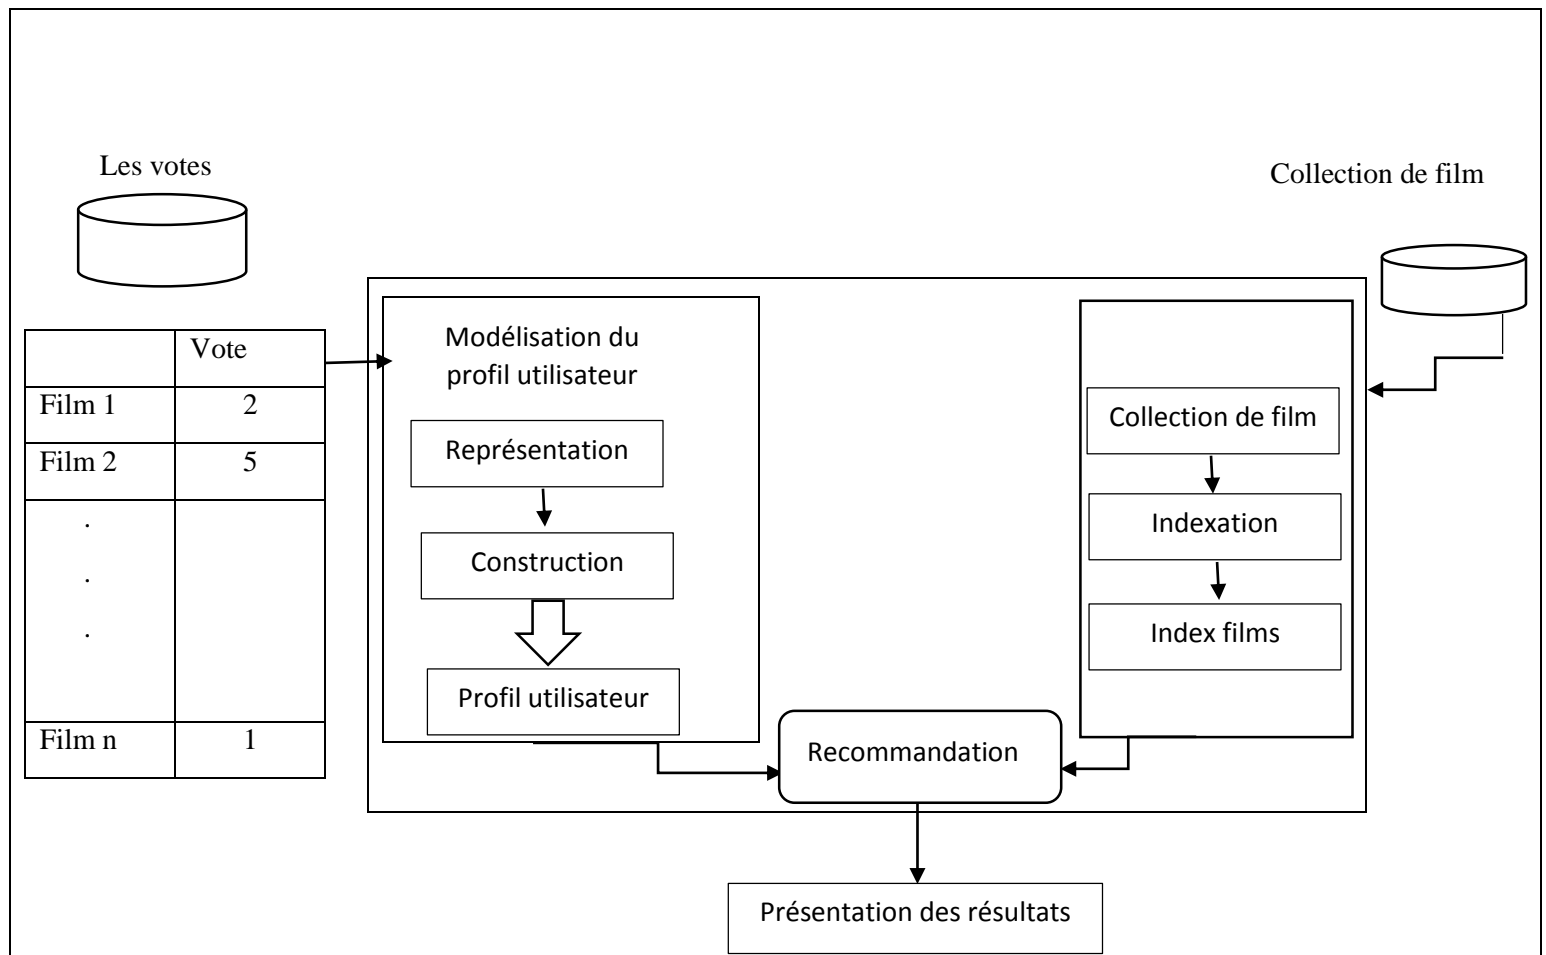 Les votes
Collection de film
Vote
Film 1 2
Film 2 5
.
.
.
Film n 1
Modélisation du
profil utilisateur
Représentation
Construction
Profil utilisateur
Collection de film
Indexation
Index films
Recommandation
Présentation des résultats